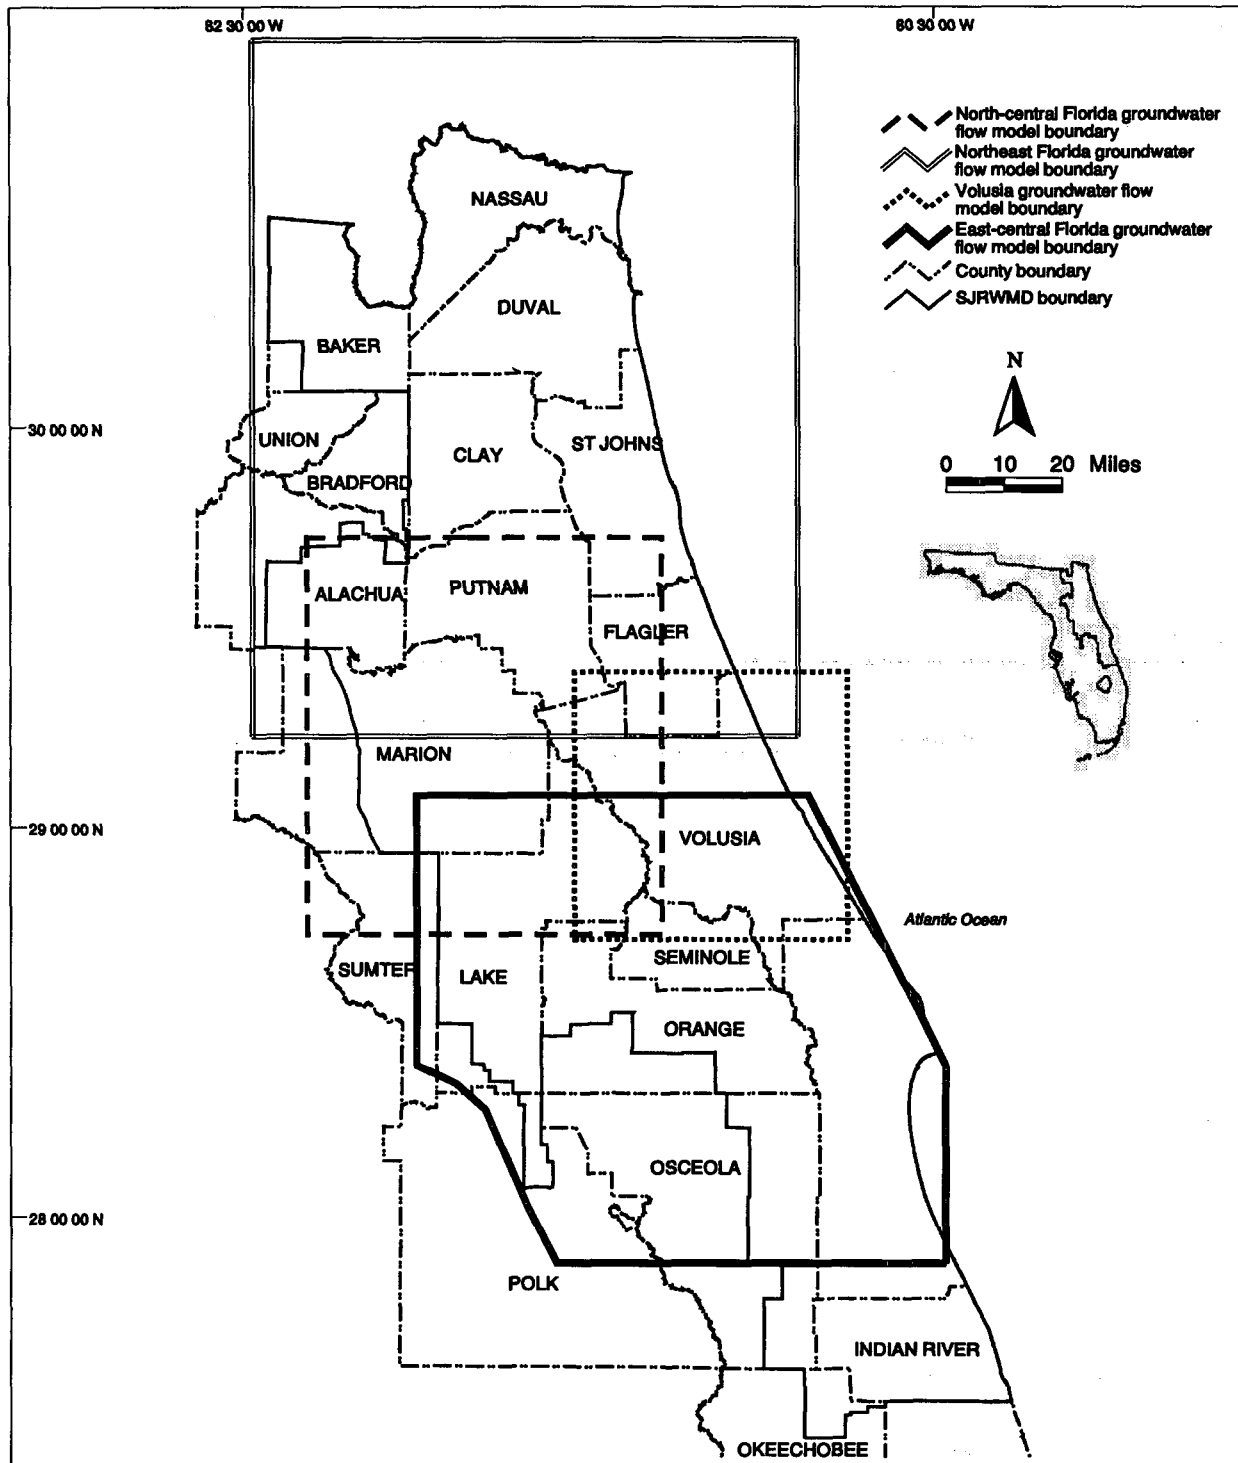 82 30 00 W
80 30 00 W
North-central Florida groundwater
flow model boundary
Northeast Florida groundwater
flow model boundary
Volusia groundwater flow
model boundary
East-central Florida groundwater
flow model boundary
County boundary
SJRWMD boundary
N
0 10 20 Miles
NASSAU
DUVAL
BAKER
30 00 00 N
UNION
CLAY
ST JOHNS
BRADFORD
ALACHUA
PUTNAM
FLAGLER
MARION
29 00 00 N
VOLUSIA
Atlantic Ocean
SUMTER
LAKE
SEMINOLE
ORANGE
OSCEOLA
28 00 00 N
POLK
INDIAN RIVER
OKEECHOBEE